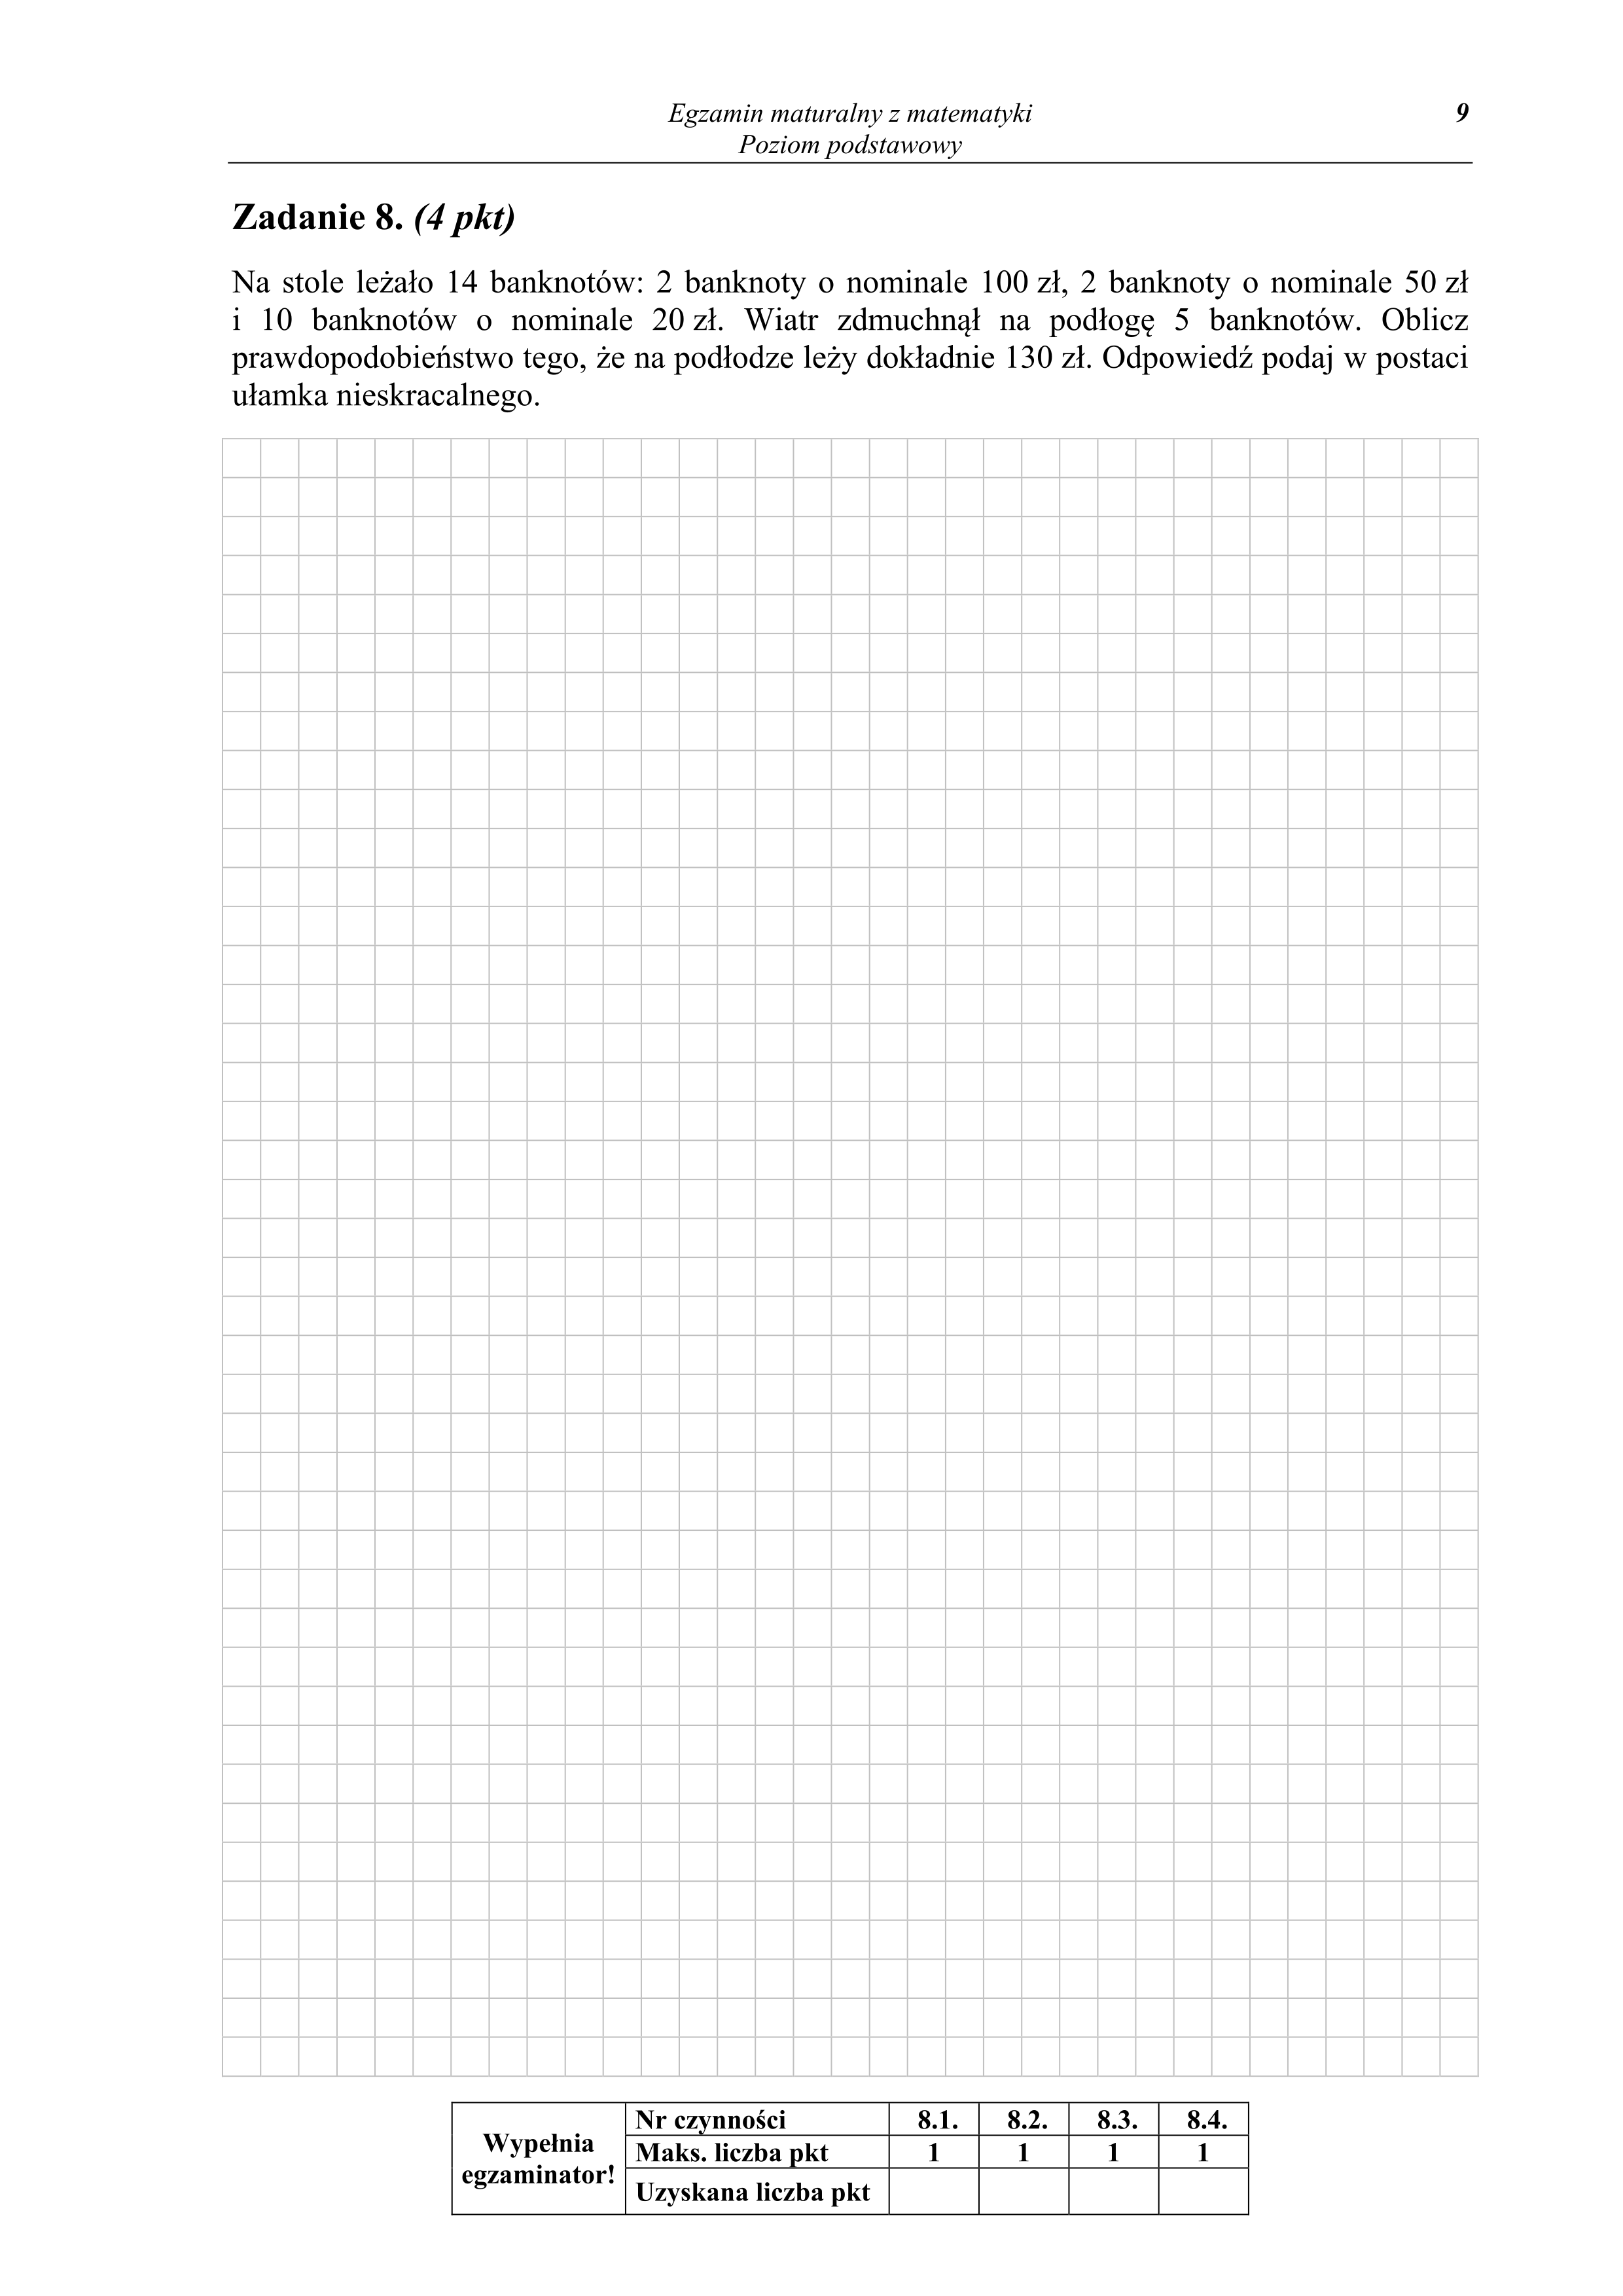 Egzamin maturalny z matematyki
9
Poziom podstawowy
Zadanie 8. (4 pkt)
Na stole leżało 14 banknotów: 2 banknoty o nominale 100 zł, 2 banknoty o nominale 50 zł
i 10 banknotów o nominale 20 zł. Wiatr zdmuchnął na podłogę 5 banknotów. Oblicz
prawdopodobieństwo tego, że na podłodze leży dokładnie 130 zł. Odpowiedź podaj w postaci
ułamka nieskracalnego.
Wypełnia
egzaminator!
Nr czynności 8.1. 8.2. 8.3. 8.4.
Maks. liczba pkt 1 1 1 1
Uzyskana liczba pkt